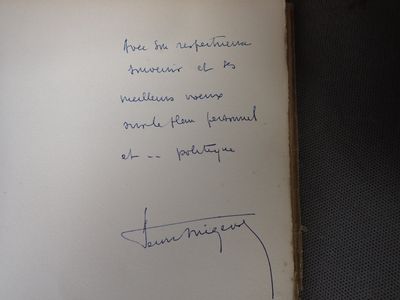 Avec son respectueux
souvenir et ses
meilleurs voeux
sur le plan personnel
et -- politique